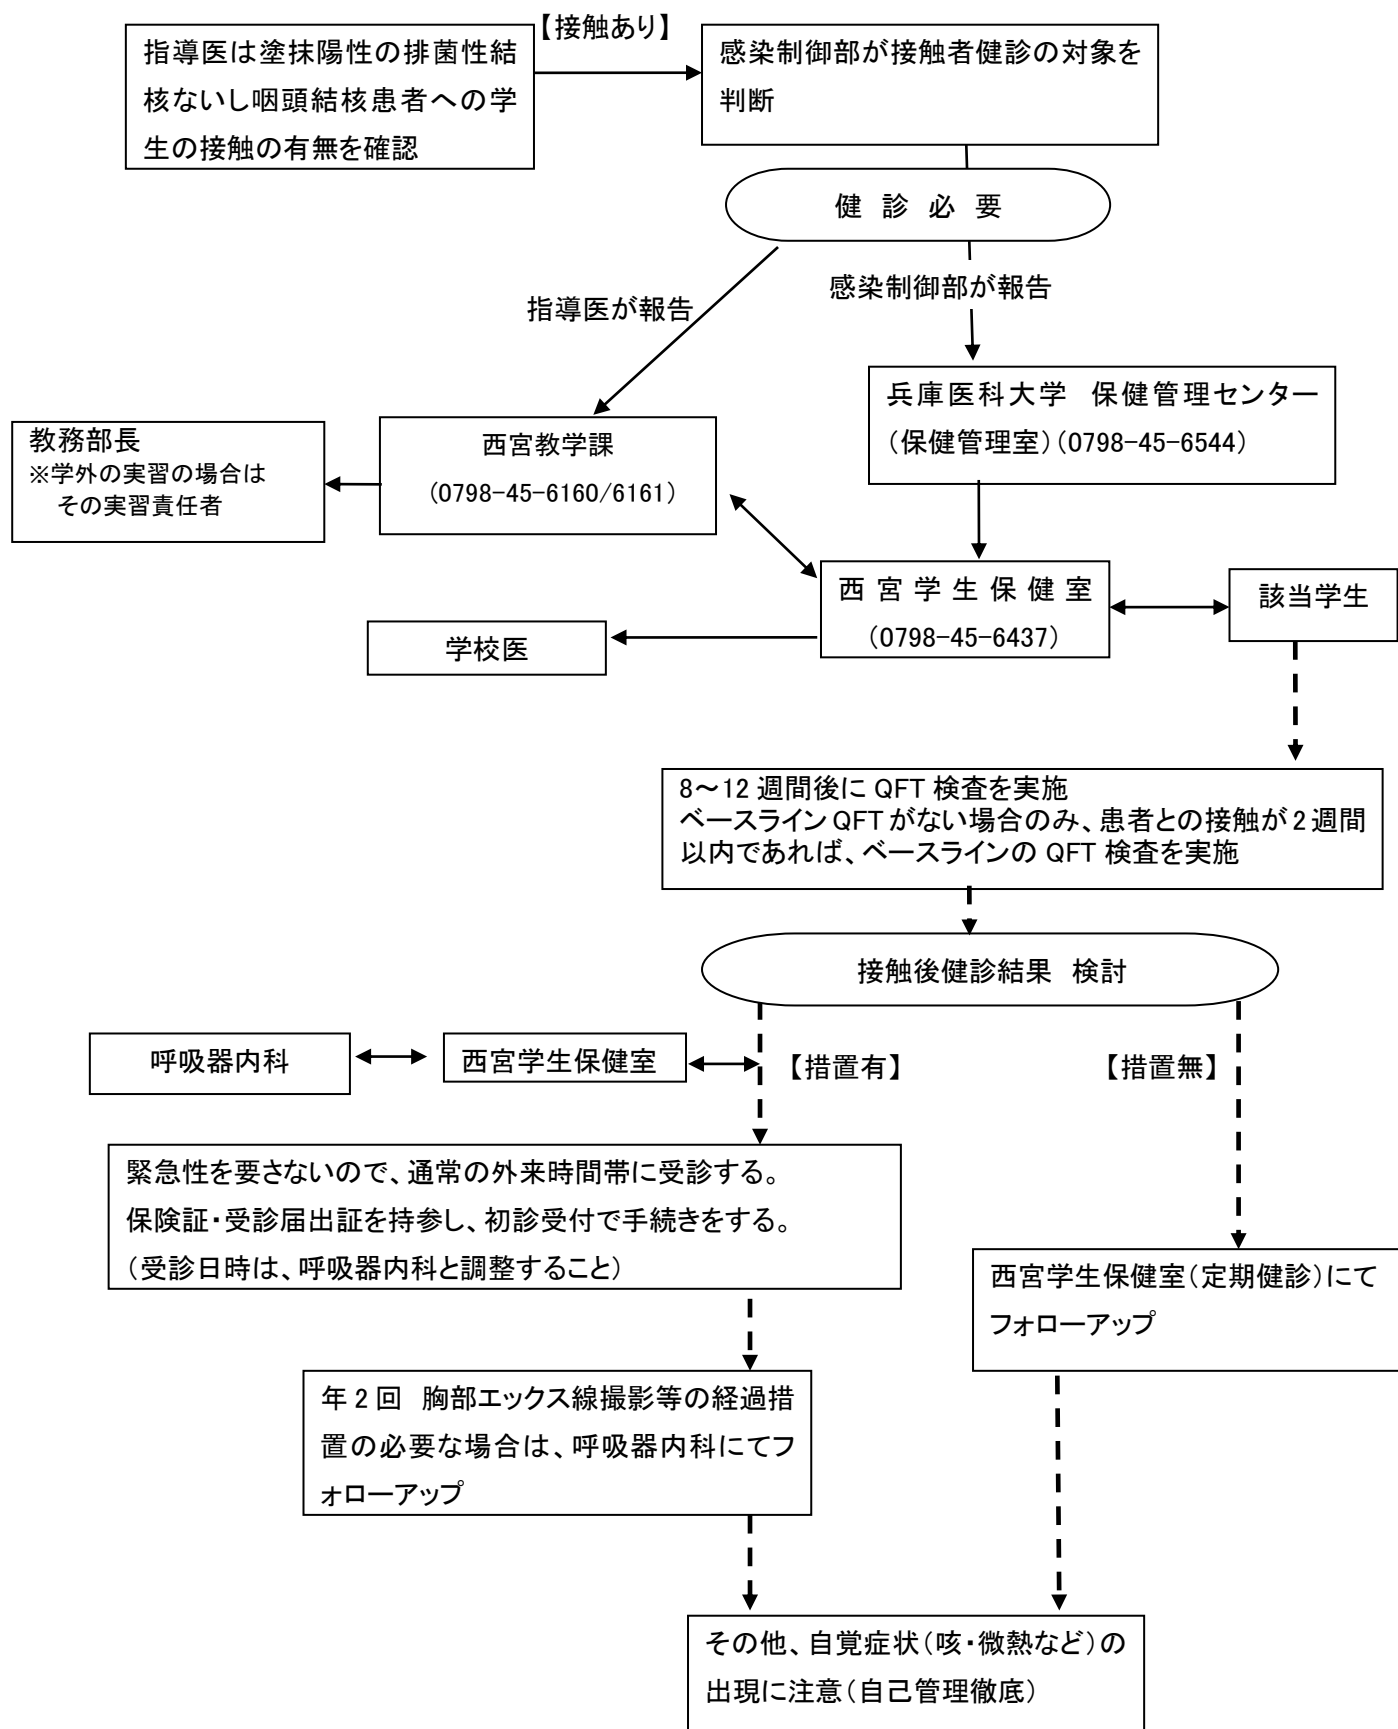 【接触あり】
指導医は塗抹陽性の排菌性結
核ないし咽頭結核患者への学
生の接触の有無を確認
感染制御部が接触者健診の対象を
判断
健 診 必 要
指導医が報告
感染制御部が報告
兵庫医科大学 保健管理センター
(保健管理室)(0798-45-6544)
教務部長
※学外の実習の場合は
その実習責任者
西宮教学課
(0798-45-6160/6161)
西宮学生保健室
(0798-45-6437)
該当学生
学校医
8~12 週間後に QFT 検査を実施
ベースライン QFT がない場合のみ、患者との接触が 2 週間
以内であれば、ベースラインの QFT 検査を実施
接触後健診結果 検討
呼吸器内科
西宮学生保健室
【措置有】
【措置無】
緊急性を要さないので、通常の外来時間帯に受診する。
保険証・受診届出証を持参し、初診受付で手続きをする。
(受診日時は、呼吸器内科と調整すること)
西宮学生保健室(定期健診)にて
フォローアップ
年 2 回 胸部エックス線撮影等の経過措
置の必要な場合は、呼吸器内科にてフ
ォローアップ
その他、自覚症状(咳・微熱など)の
出現に注意(自己管理徹底)